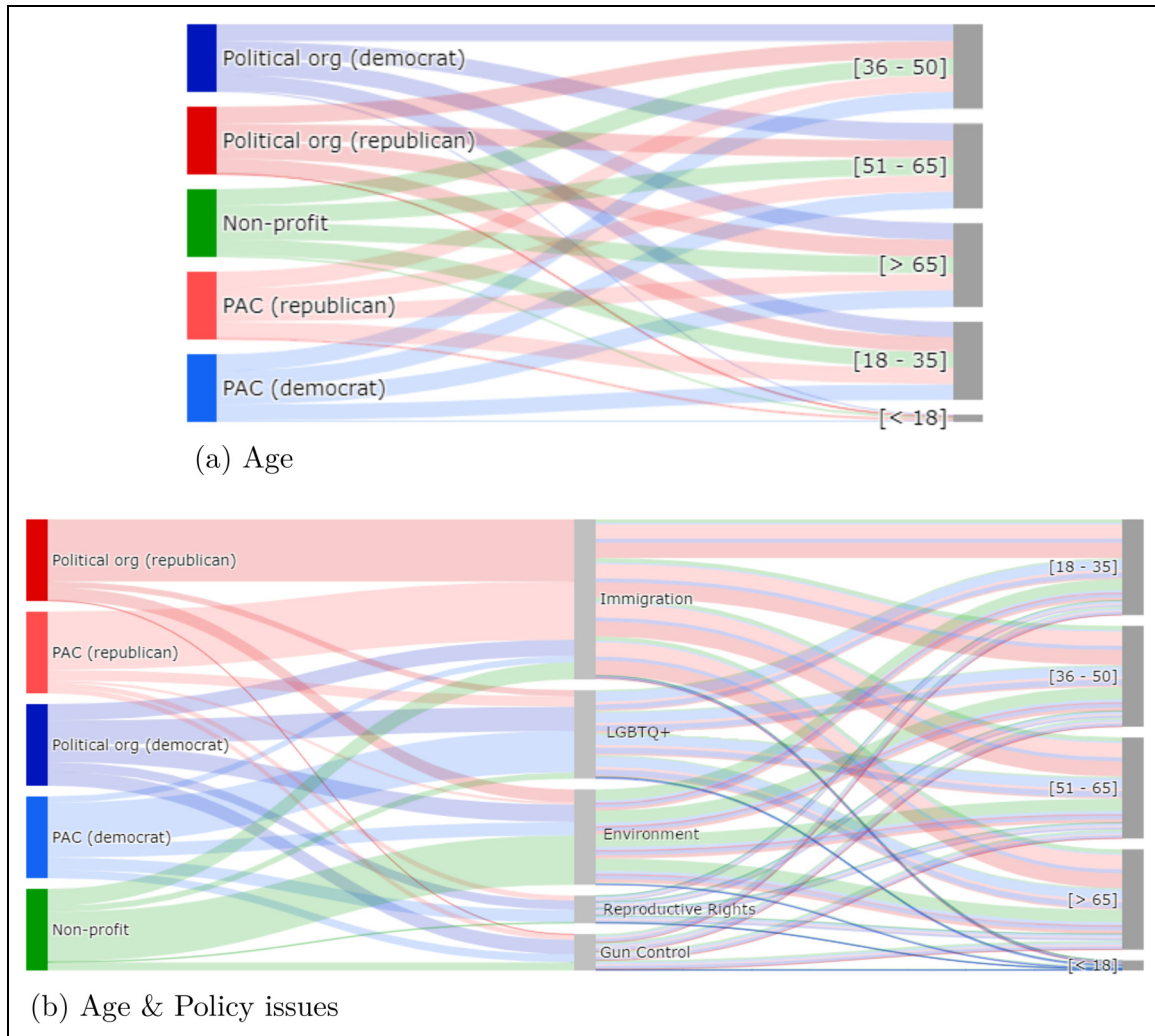 Political org (democrat)
Political org (republican)
Non-profit
PAC (republican)
PAC (democrat)
[36 - 50]
[51 - 65]
[> 65]
[18 - 35]
[< 18]
(a) Age
Political org (republican)
PAC (republican)
Political org (democrat)
PAC (democrat)
Non-profit
Immigration
LGBTQ+
Environment
Reproductive Rights
Gun Control
[18 - 35]
[36 - 50]
[51 - 65]
[> 65]
[< 18]
(b) Age & Policy issues